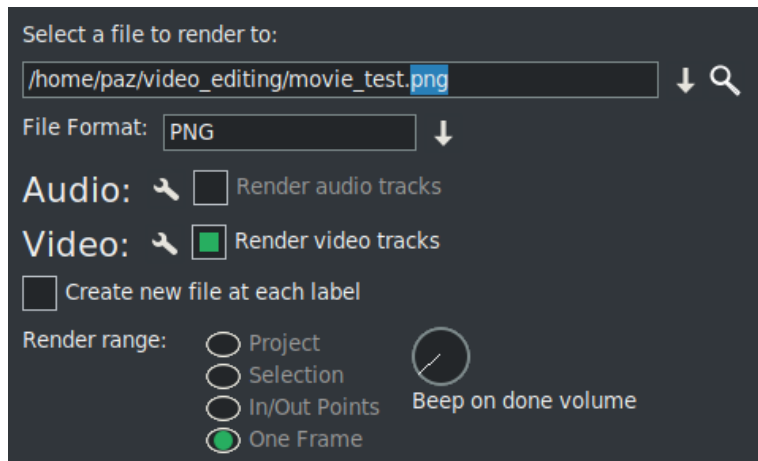 Select a file to render to:
/home/paz/video_editing/movie_test.png
File Format: PNG
Audio: Render audio tracks
Video: Render video tracks
Create new file at each label
Render range: Project
Selection
In/Out Points
One Frame
Beep on done volume